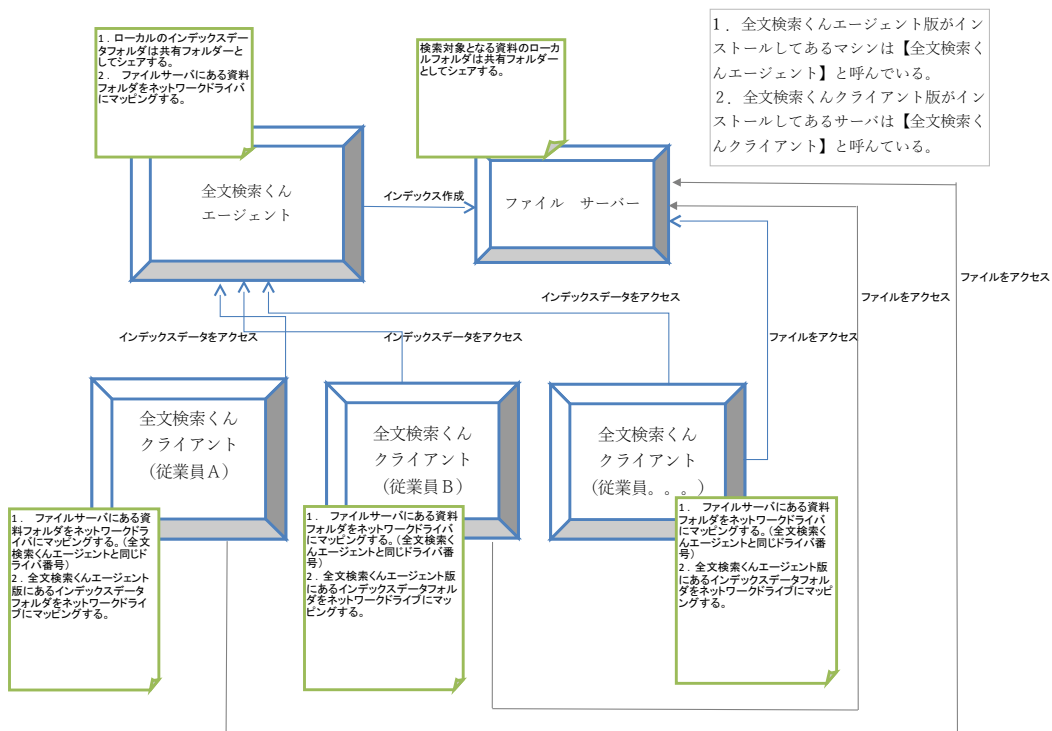 1．ローカルのインデックスデー
タフォルダは共有フォルダーと
してシェアする。
2．　ファイルサーバにある資料
フォルダをネットワークドライバ
にマッピングする。
検索対象となる資料のローカ
ルフォルダは共有フォルダー
としてシェアする。
1．全文検索くんエージェント版がイン
ストールしてあるマシンは【全文検索く
んエージェント】と呼んでいる。
2．全文検索くんクライアント版がイン
ストールしてあるサーバは【全文検索く
んクライアント】と呼んている。
全文検索くん
エージェント
インデックス作成
ファイル　サーバー
ファイルをアクセス
インデックスデータをアクセス
ファイルをアクセス
インデックスデータをアクセス
インデックスデータをアクセス
ファイルをアクセス
全文検索くん
クライアント
（従業員Ａ）
全文検索くん
クライアント
（従業員Ｂ）
全文検索くん
クライアント
（従業員。。。）
1．　ファイルサーバにある資
料フォルダをネットワークドラ
イバにマッピングする。（全文
検索くんエージェントと同じド
ライバ番号）
2．全文検索くんエージェント
版にあるインデックスデータ
フォルダをネットワークドライ
ブにマッピングする。
1．　ファイルサーバにある資料
フォルダをネットワークドライバ
にマッピングする。（全文検索く
んエージェントと同じドライバ番
号）
2．全文検索くんエージェント版
にあるインデックスデータフォル
ダをネットワークドライブにマッ
ピングする。
1．　ファイルサーバにある資料
フォルダをネットワークドライバ
にマッピングする。（全文検索く
んエージェントと同じドライバ番
号）
2．全文検索くんエージェント版
にあるインデックスデータフォル
ダをネットワークドライブにマッピ
ングする。